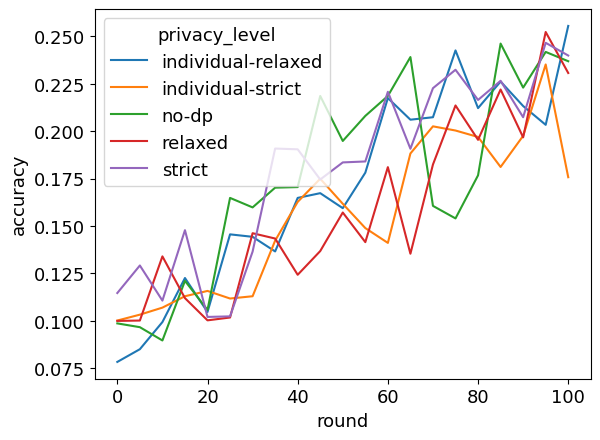 privacy_level
individual-relaxed
individual-strict
no-dp
relaxed
strict
accuracy
0.250
0.225
0.200
0.175
0.150
0.125
0.100
0.075
0 20 40 60 80 100
round